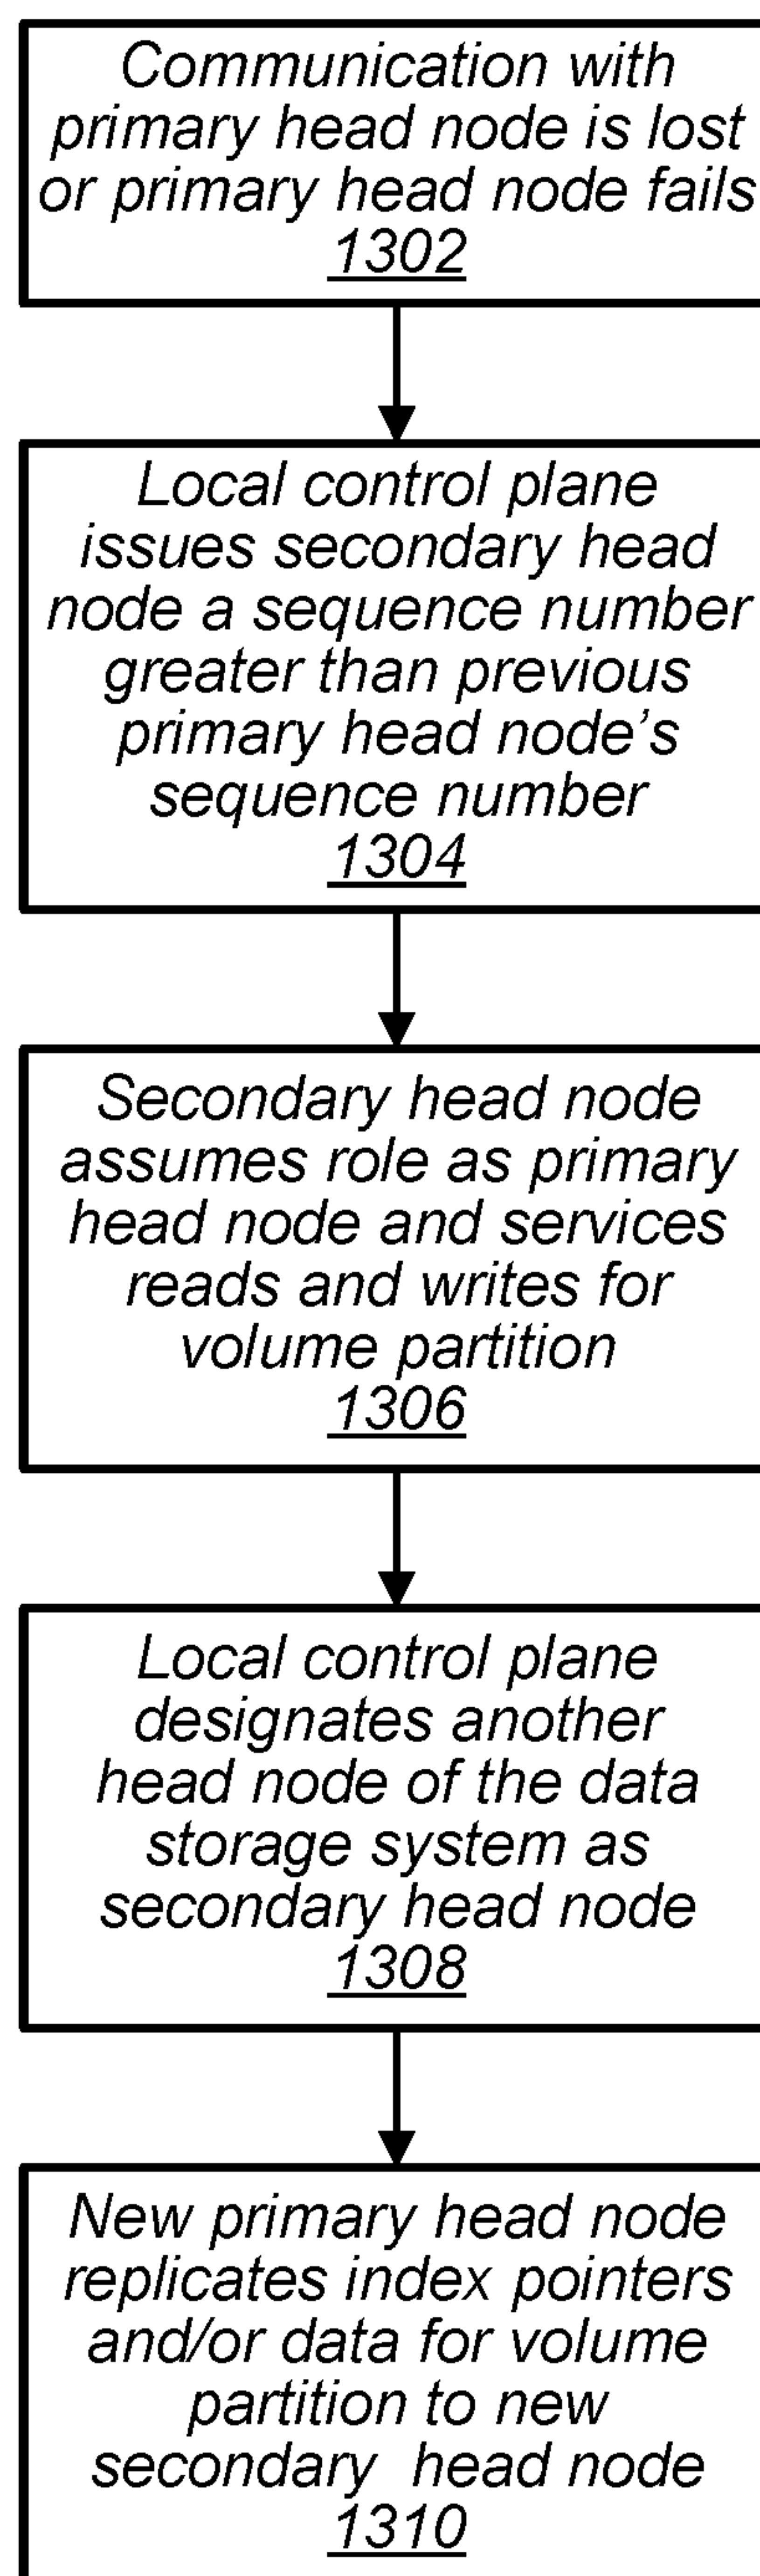 Communication with
primary head node is lost
or primary head node fails
1302
Local control plane
issues secondary head
node a sequence number
greater than previous
primary head node's
sequence number
1304
Secondary head node
assumes role as primary
head node and services
reads and writes for
volume partition
1306
Local control plane
designates another
head node of the data
storage system as
secondary head node
1308
New primary head node
replicates index pointers
and/or data for volume
partition to new
secondary head node
1310